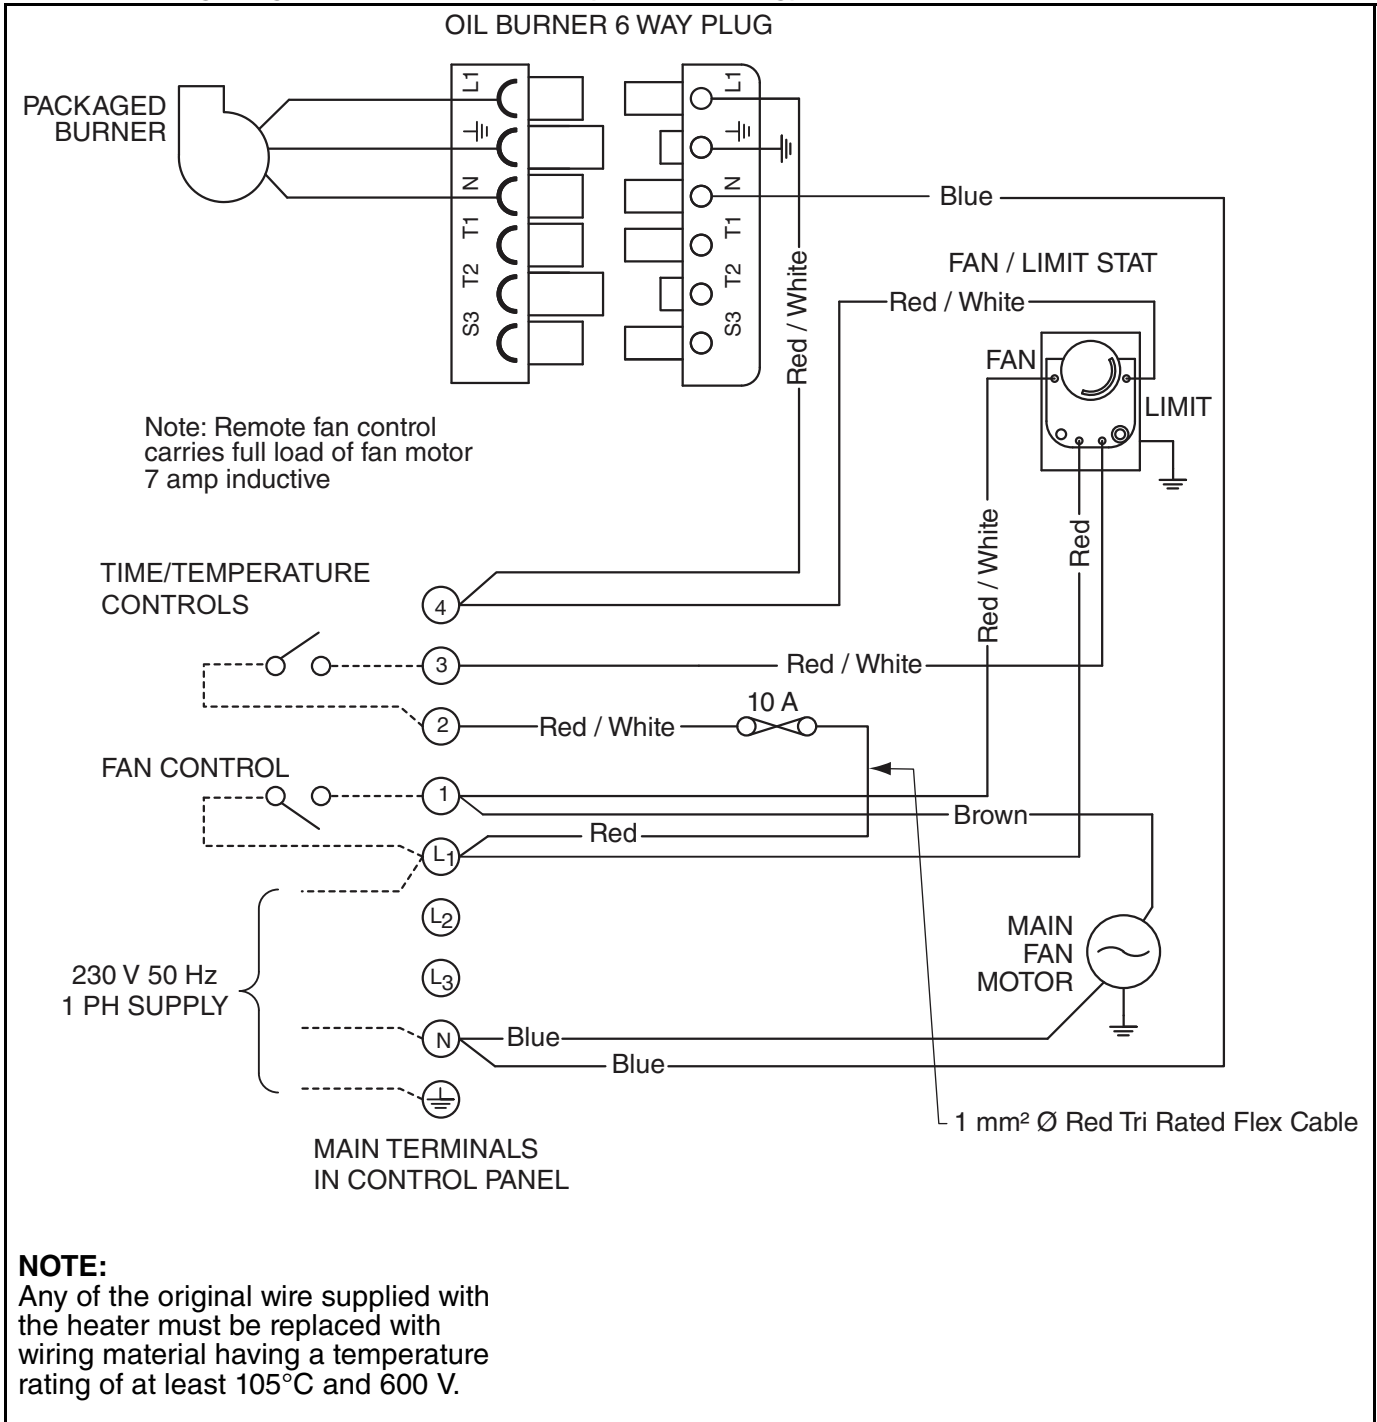 OIL BURNER 6 WAY PLUG
PACKAGED
BURNER
L1
N
T1
T2
S3
L1
N
T1
T2
S3
Blue
Red / White
FAN / LIMIT STAT
Red / White
FAN
LIMIT
Note: Remote fan control
carries full load of fan motor
7 amp inductive
Red / White
Red
TIME/TEMPERATURE
CONTROLS
4
3
Red / White
10 A
2
Red / White
FAN CONTROL
1
Brown
Red
L1
L2
MAIN
FAN
MOTOR
230 V 50 Hz
1 PH SUPPLY
L3
N
Blue
Blue
1 mm² Ø Red Tri Rated Flex Cable
MAIN TERMINALS
IN CONTROL PANEL
NOTE:
Any of the original wire supplied with
the heater must be replaced with
wiring material having a temperature
rating of at least 105°C and 600 V.